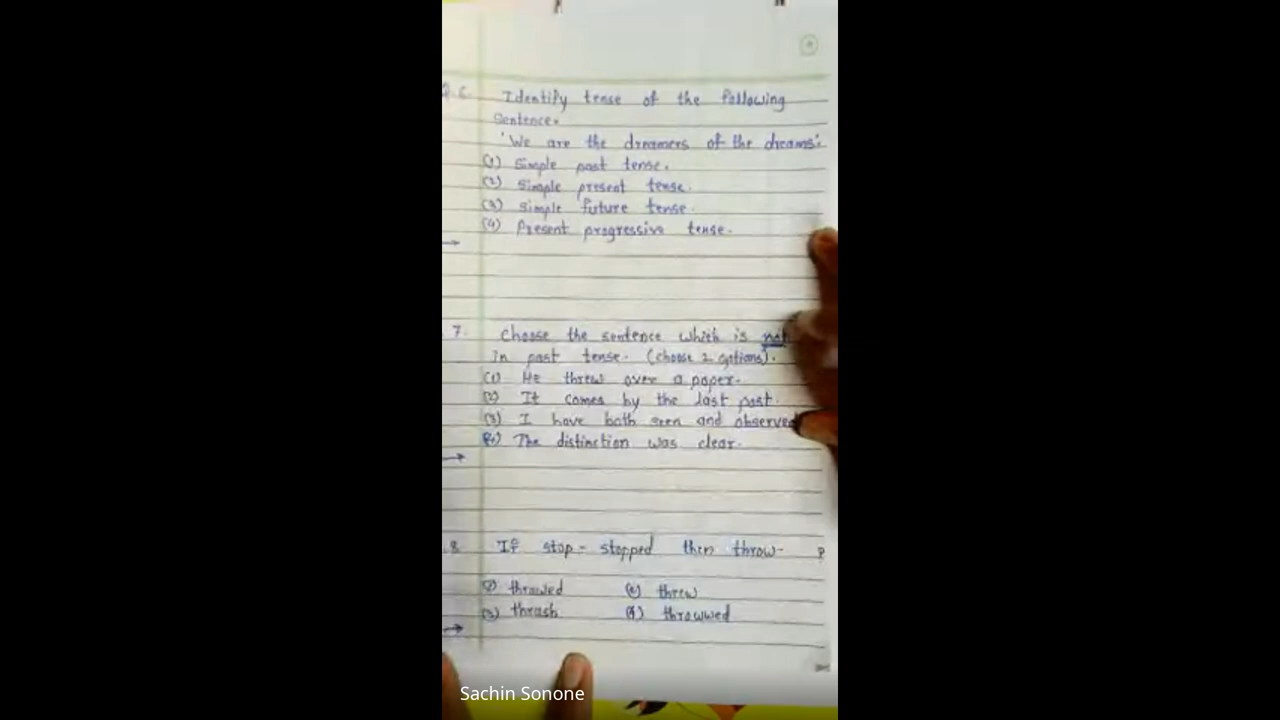 Q.6. Identify tense of the following
Sentence.
'We are the dreamers of the dreams'.
(1) Simple past tense.
(2) Simple present tense.
(3) Simple future tense.
(4) Present progressive tense.
→
7. Choose the sentence which is not
in past tense. (choose 2 options).
(1) He threw over a paper.
(2) It comes by the last post.
(3) I have both seen and observed
(4) The distinction was clear.
→
8 If stop - stopped then throw - ?
(1) throwed (2) threw
(3) thrash (4) throwwed
→
Sachin Sonone